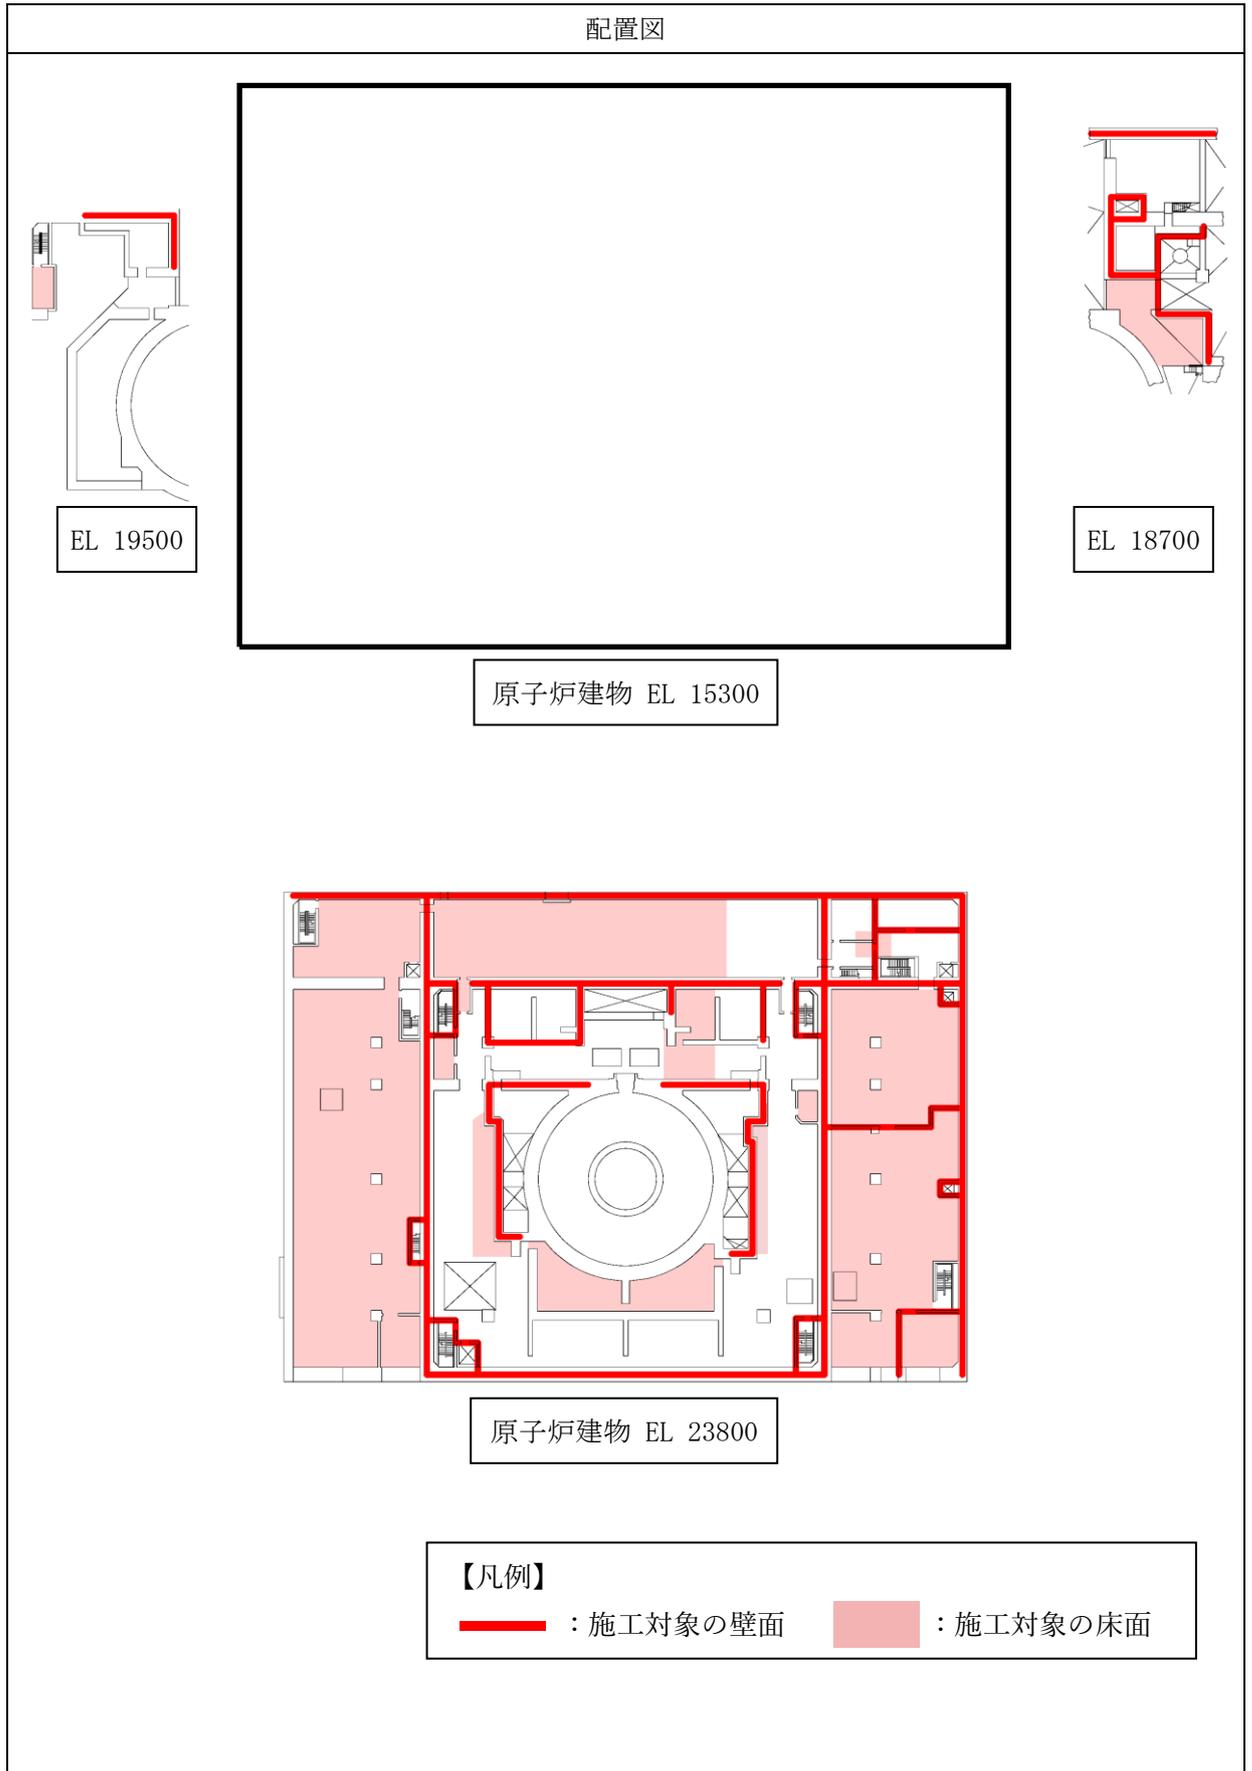 配置図
EL 19500
EL 18700
原子炉建物 EL 15300
原子炉建物 EL 23800
【凡例】
：施工対象の壁面 ：施工対象の床面